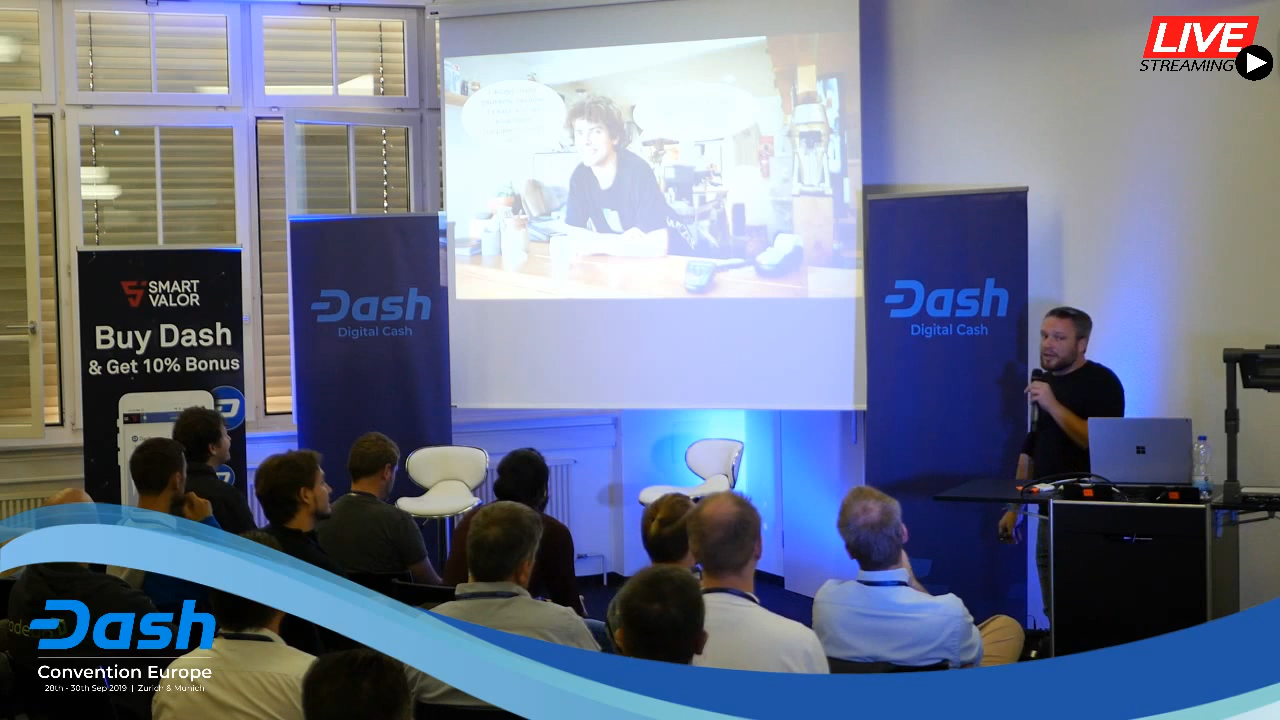 LIVE
STREAMING
SMART
VALOR
Buy Dash
& Get 10% Bonus
Dash
Digital Cash
Dash
Digital Cash
Dash
Convention Europe
28th - 30th Sep 2019 | Zurich & Munich